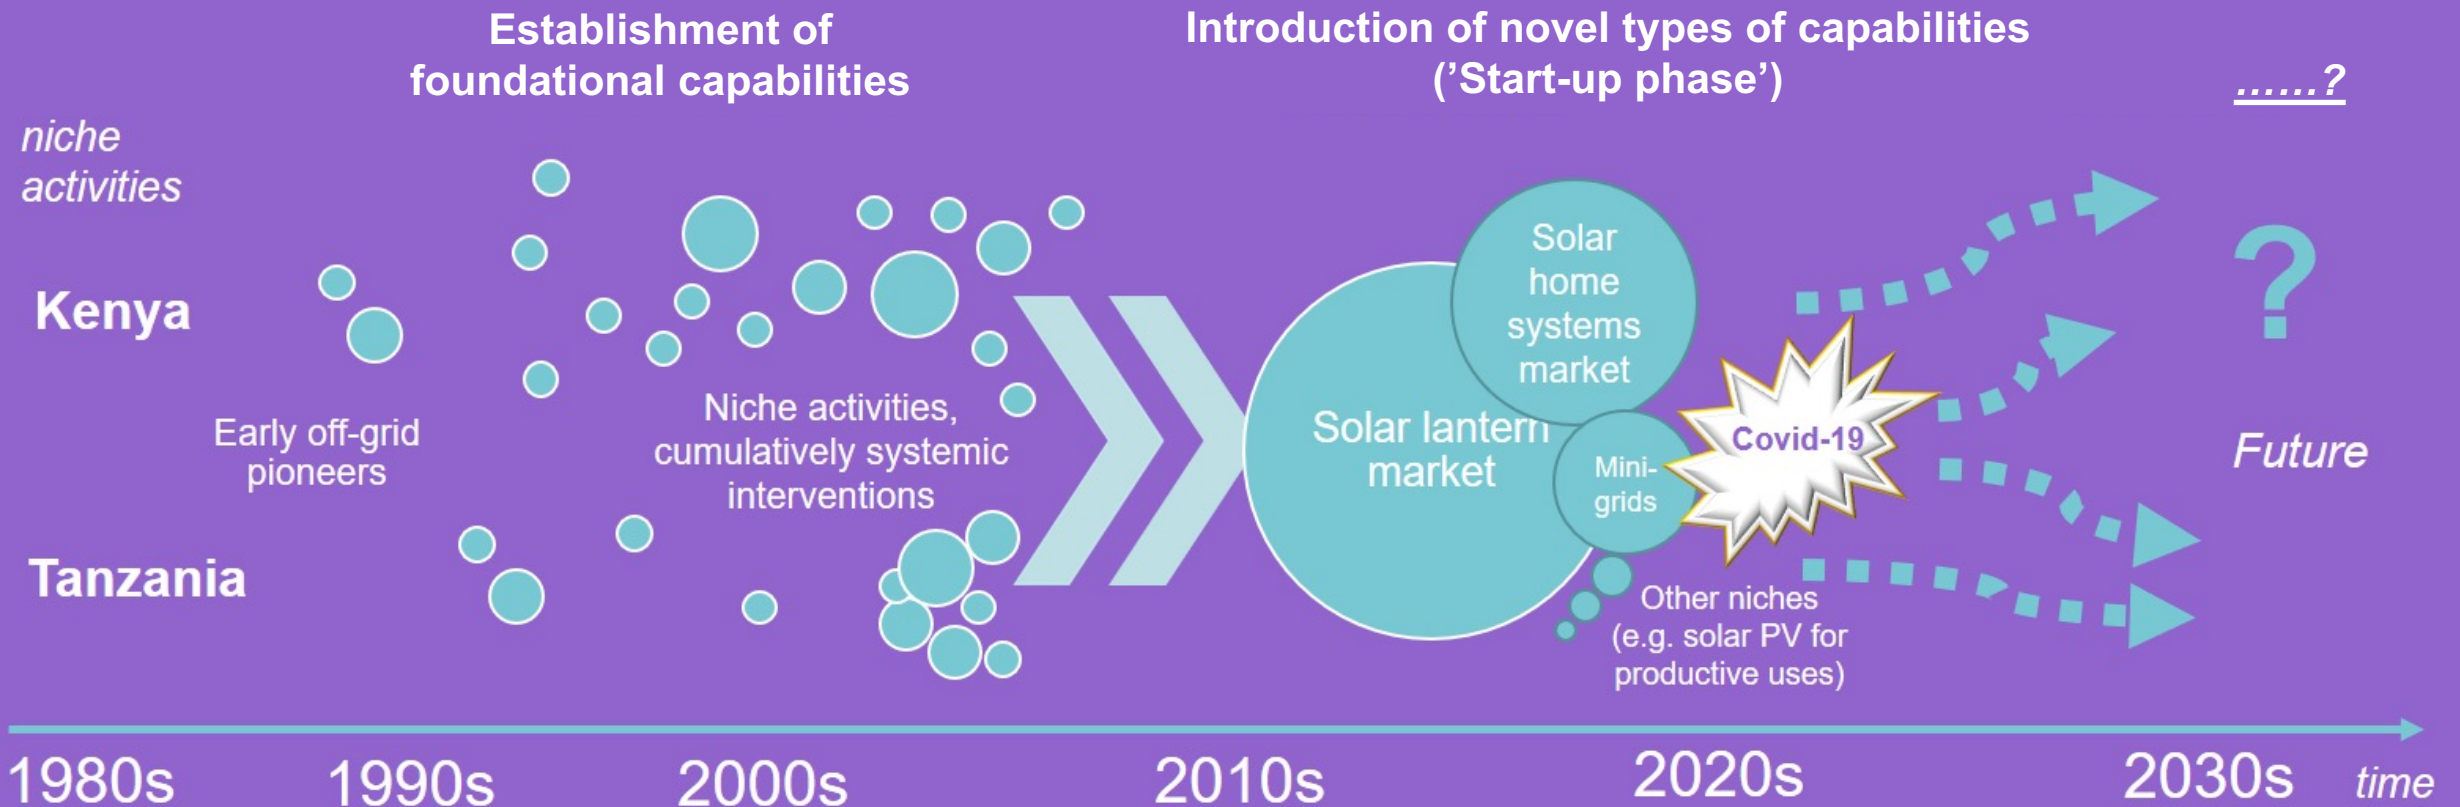 Establishment of
foundational capabilities
Introduction of novel types of capabilities
(’Start-up phase’)
......?
niche
activities
Kenya
Early off-grid
pioneers
Niche activities,
cumulatively systemic
interventions
Tanzania
Solar
home
systems
market
Solar lantern
market
Mini-
grids
Covid-19
Other niches
(e.g. solar PV for
productive uses)
?
Future
1980s
1990s
2000s
2010s
2020s
2030s
time